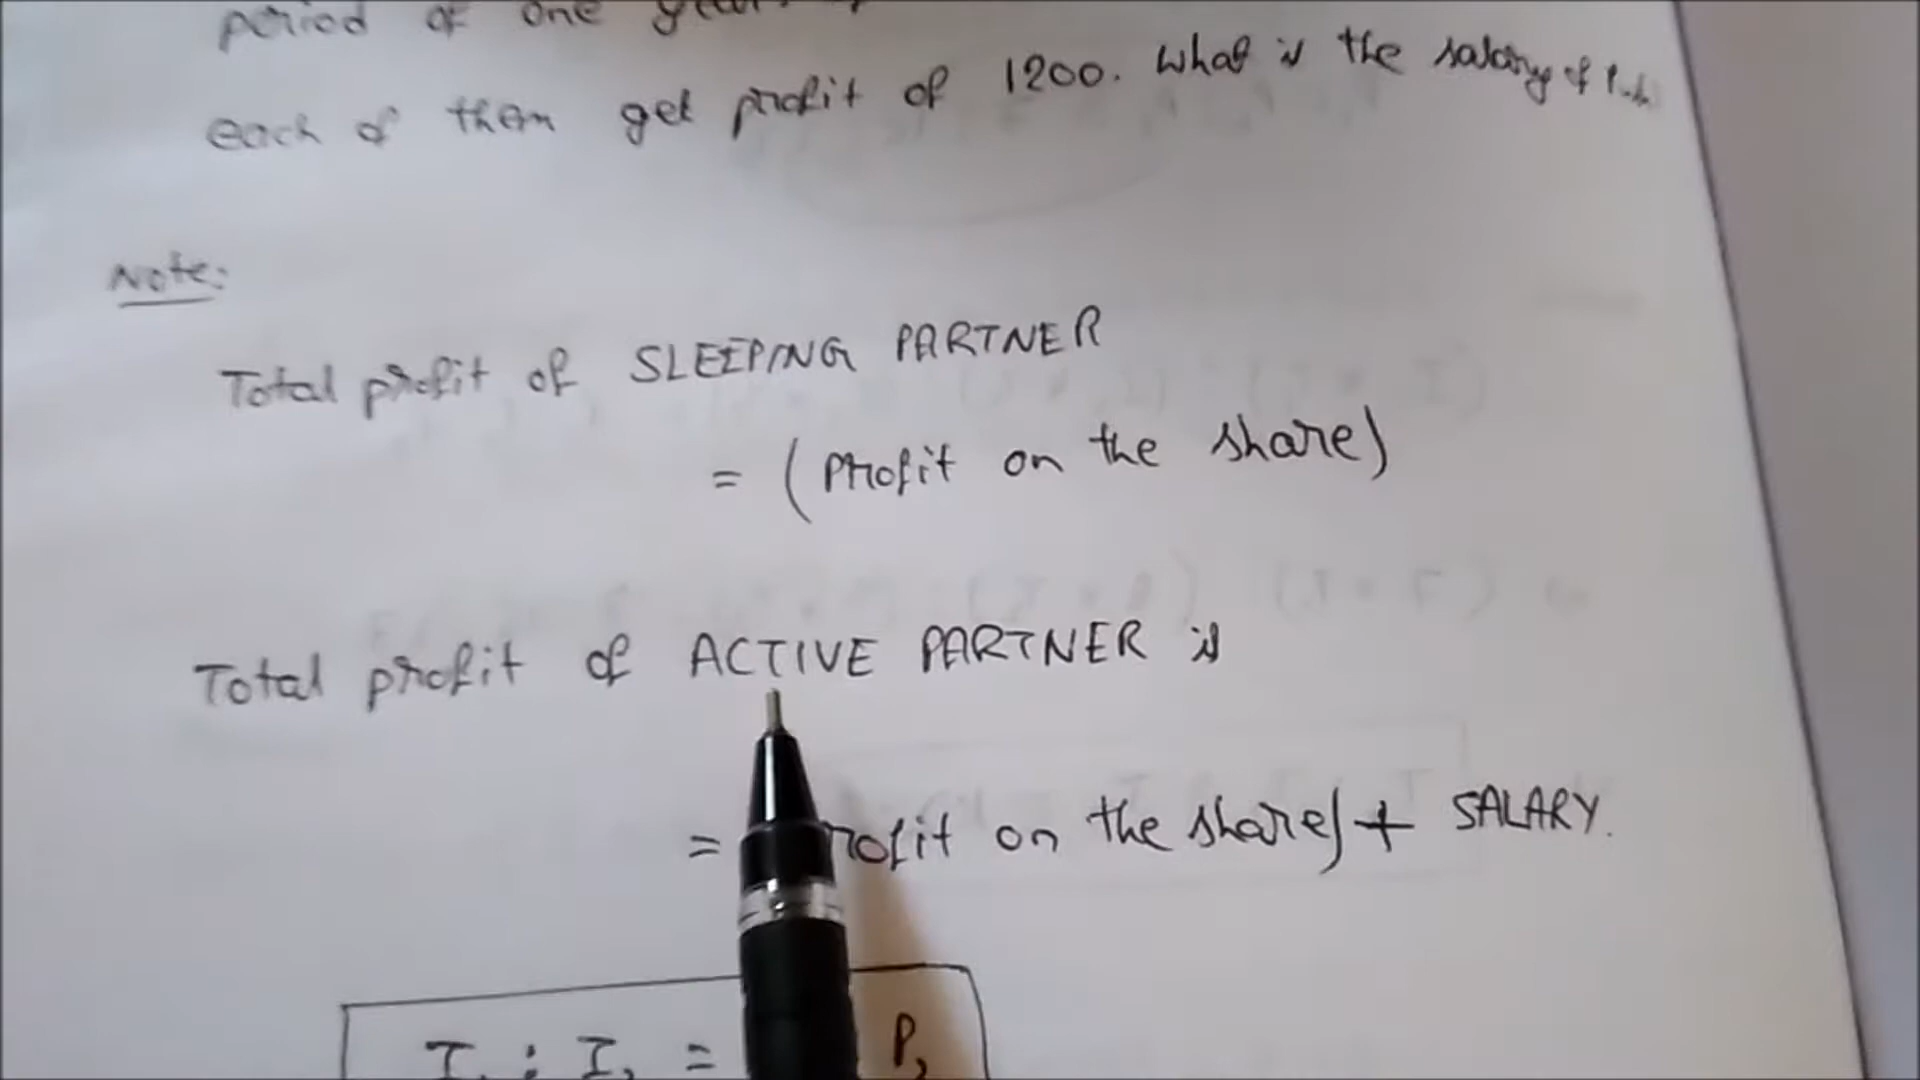 period of one year.
each of them get profit of 1200. What is the salary of
Note:
Total profit of SLEEPING PARTNER
= (Profit on the share)
Total profit of ACTIVE PARTNER is
= rofit on the share) + SALARY.
I : I =